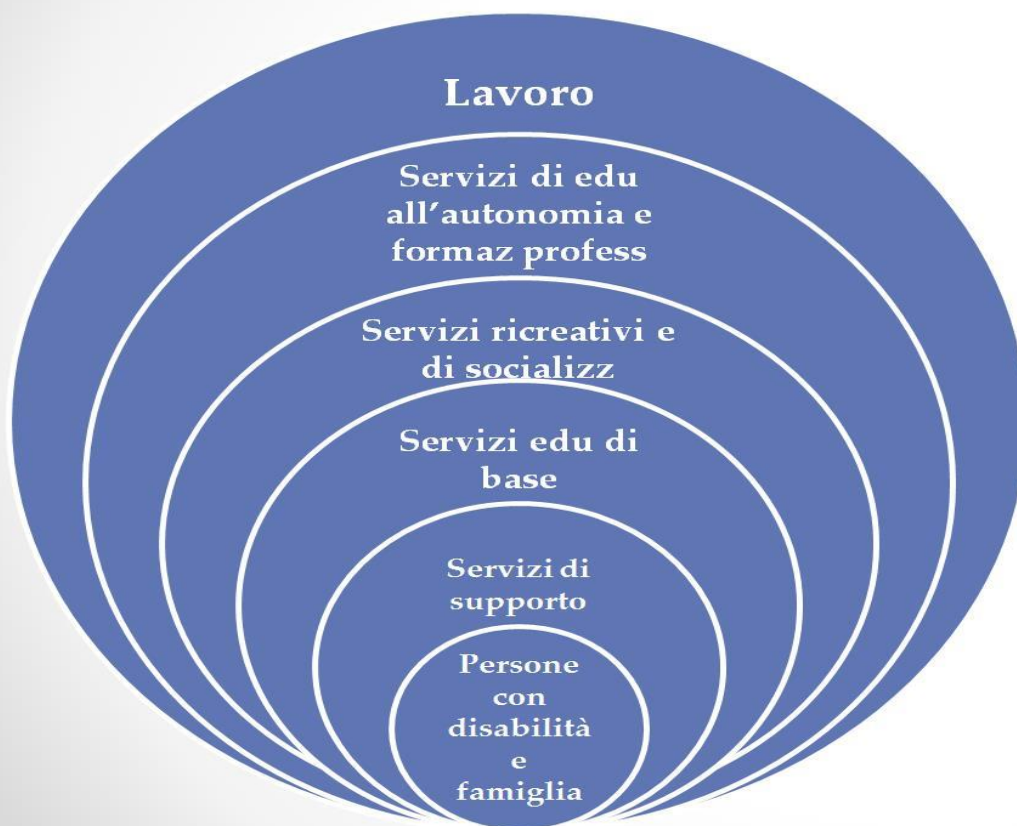 Lavoro
Servizi di edu
all’autonomia e
formaz profess
Servizi ricreativi e
di socializz
Servizi edu di
base
Servizi di
supporto
Persone
con
disabilità
e
famiglia